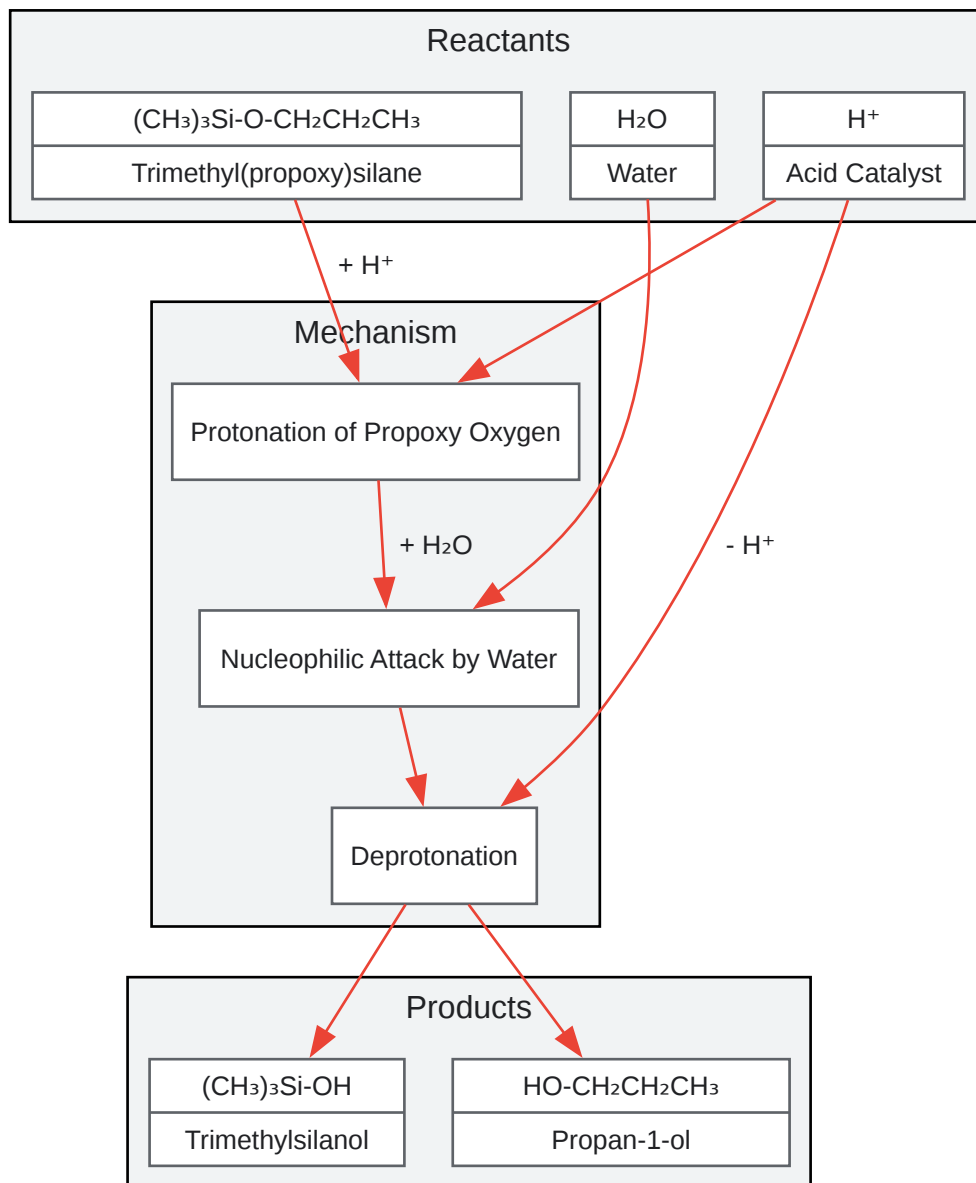 Reactants
(CH₃)₃Si-O-CH₂CH₂CH₃
Trimethyl(propoxy)silane
H₂O
Water
H⁺
Acid Catalyst
+ H⁺
Mechanism
Protonation of Propoxy Oxygen
+ H₂O
- H⁺
Nucleophilic Attack by Water
Deprotonation
Products
(CH₃)₃Si-OH
Trimethylsilanol
HO-CH₂CH₂CH₃
Propan-1-ol